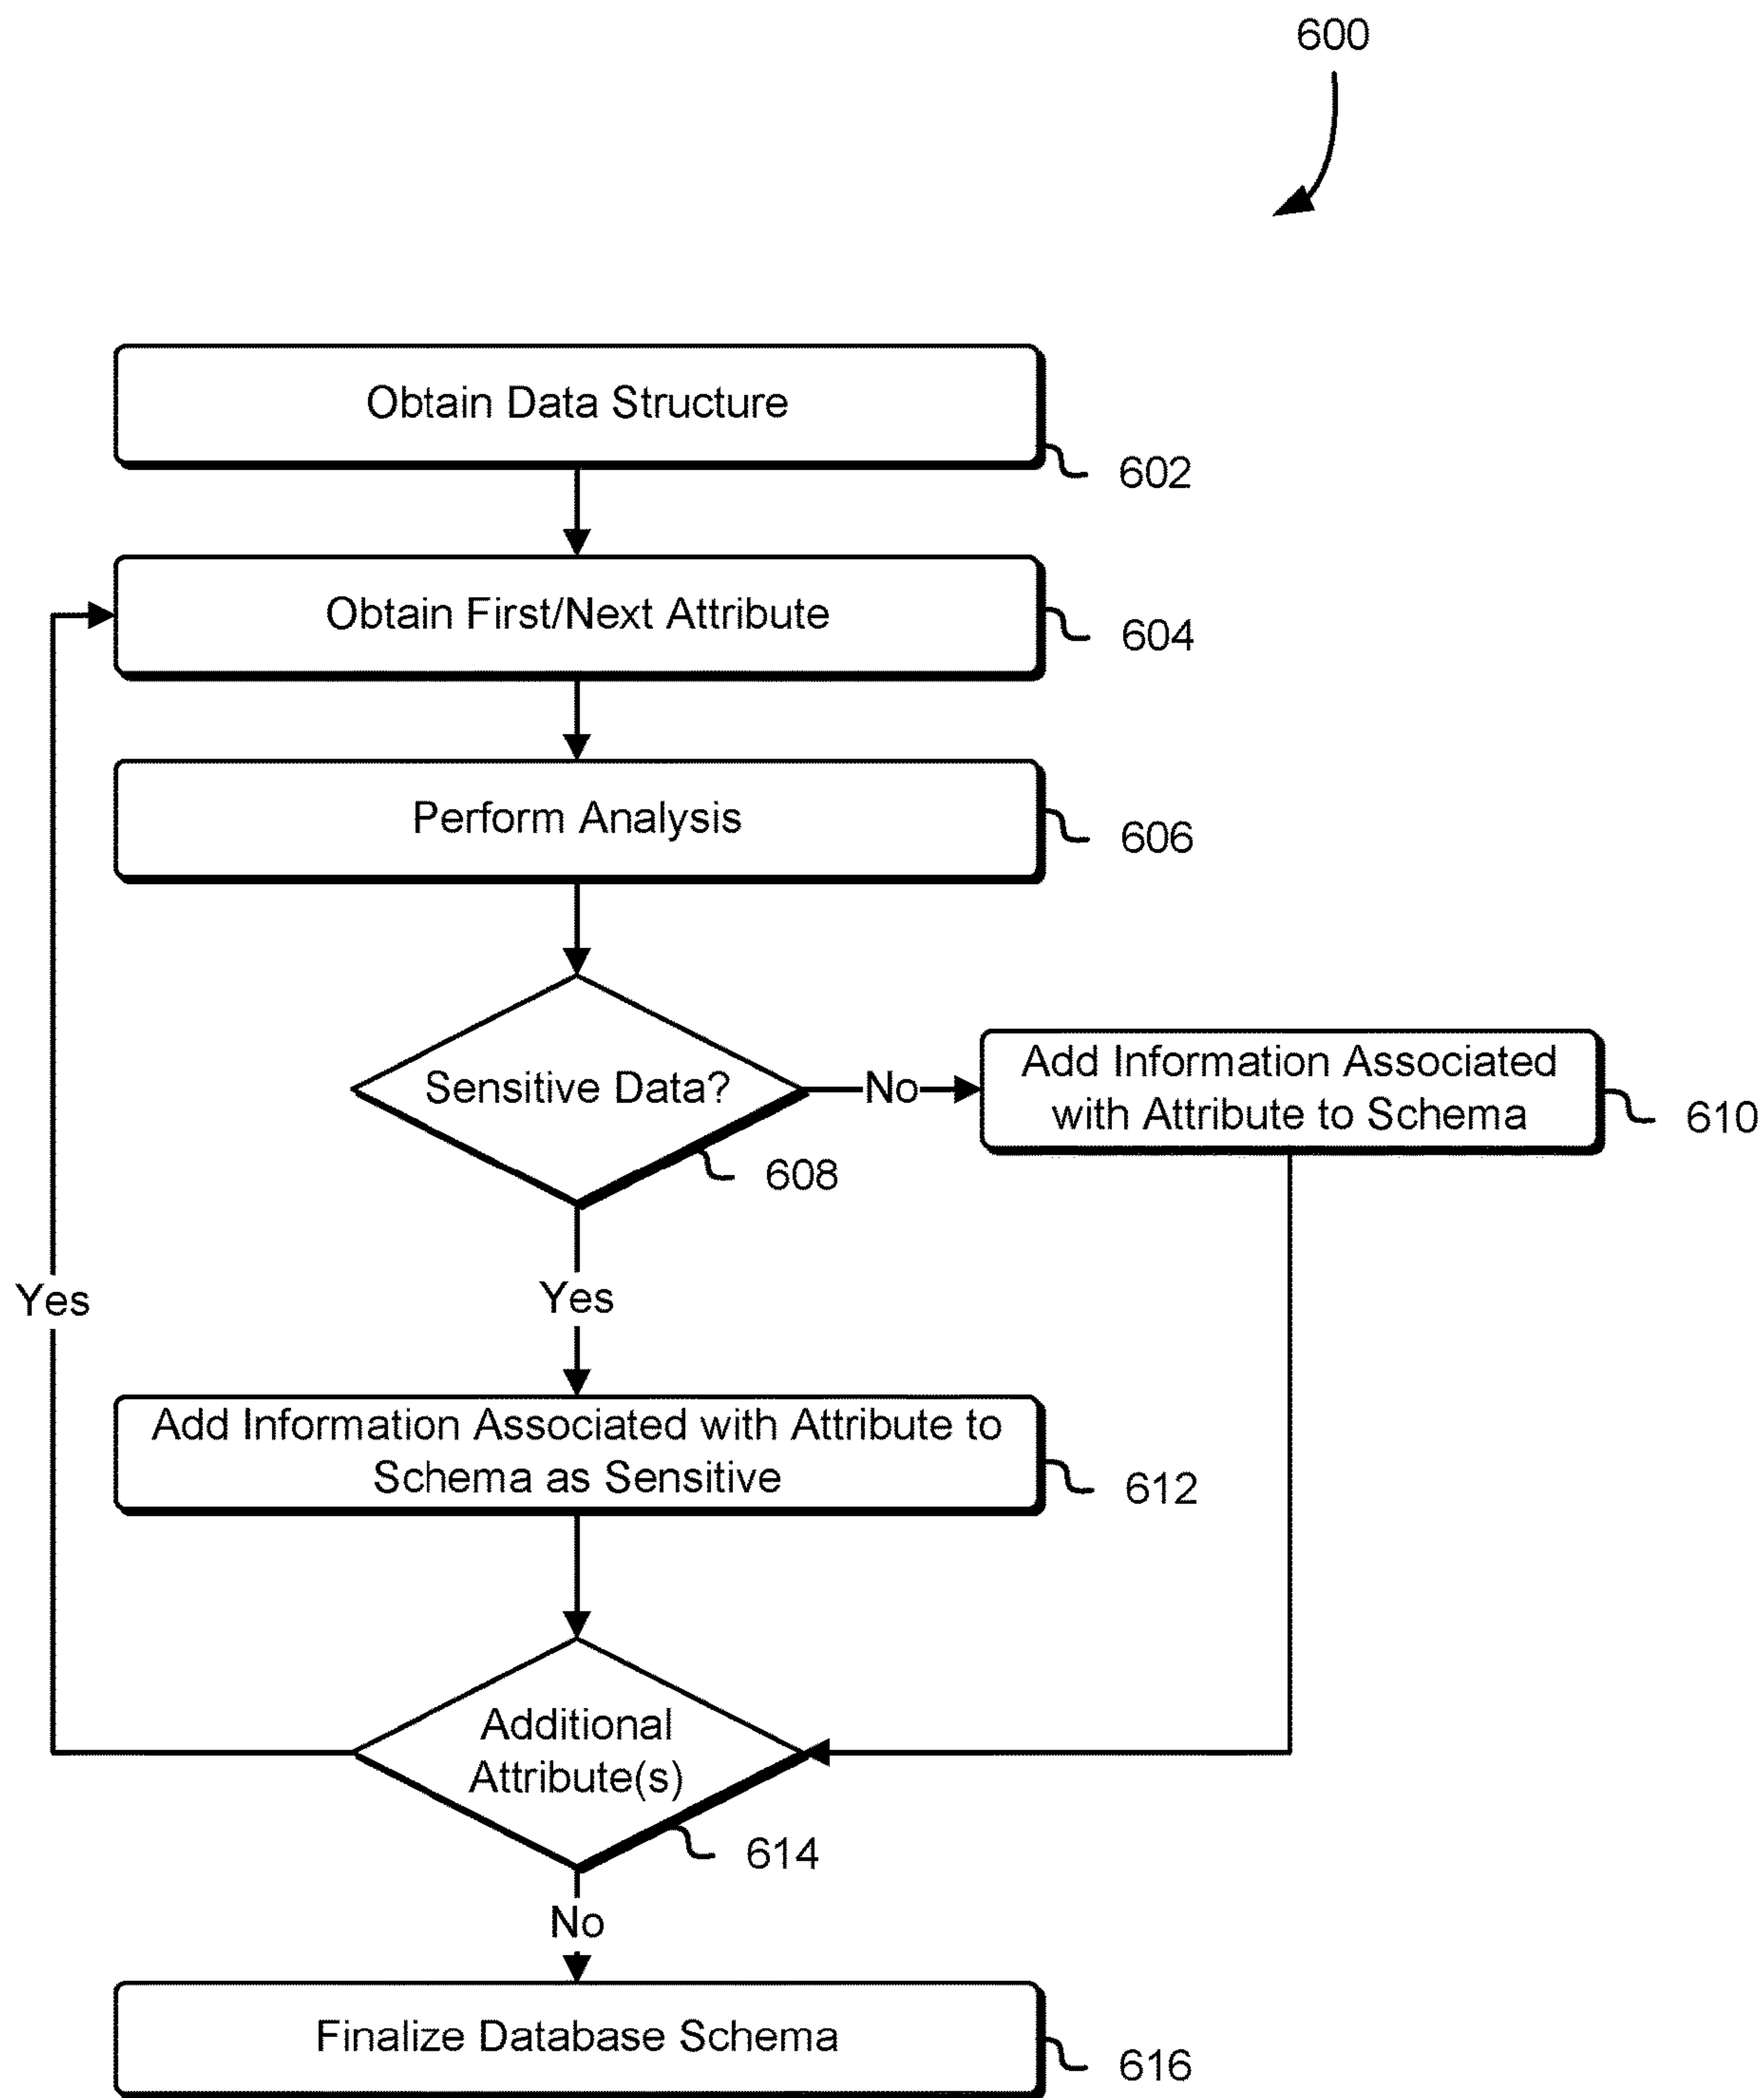 600
Obtain Data Structure
602
Obtain First/Next Attribute
604
Perform Analysis
606
Sensitive Data?
608
No
Add Information Associated
with Attribute to Schema
610
Yes
Yes
Add Information Associated with Attribute to
Schema as Sensitive
612
Additional
Attribute(s)
614
No
Finalize Database Schema
616